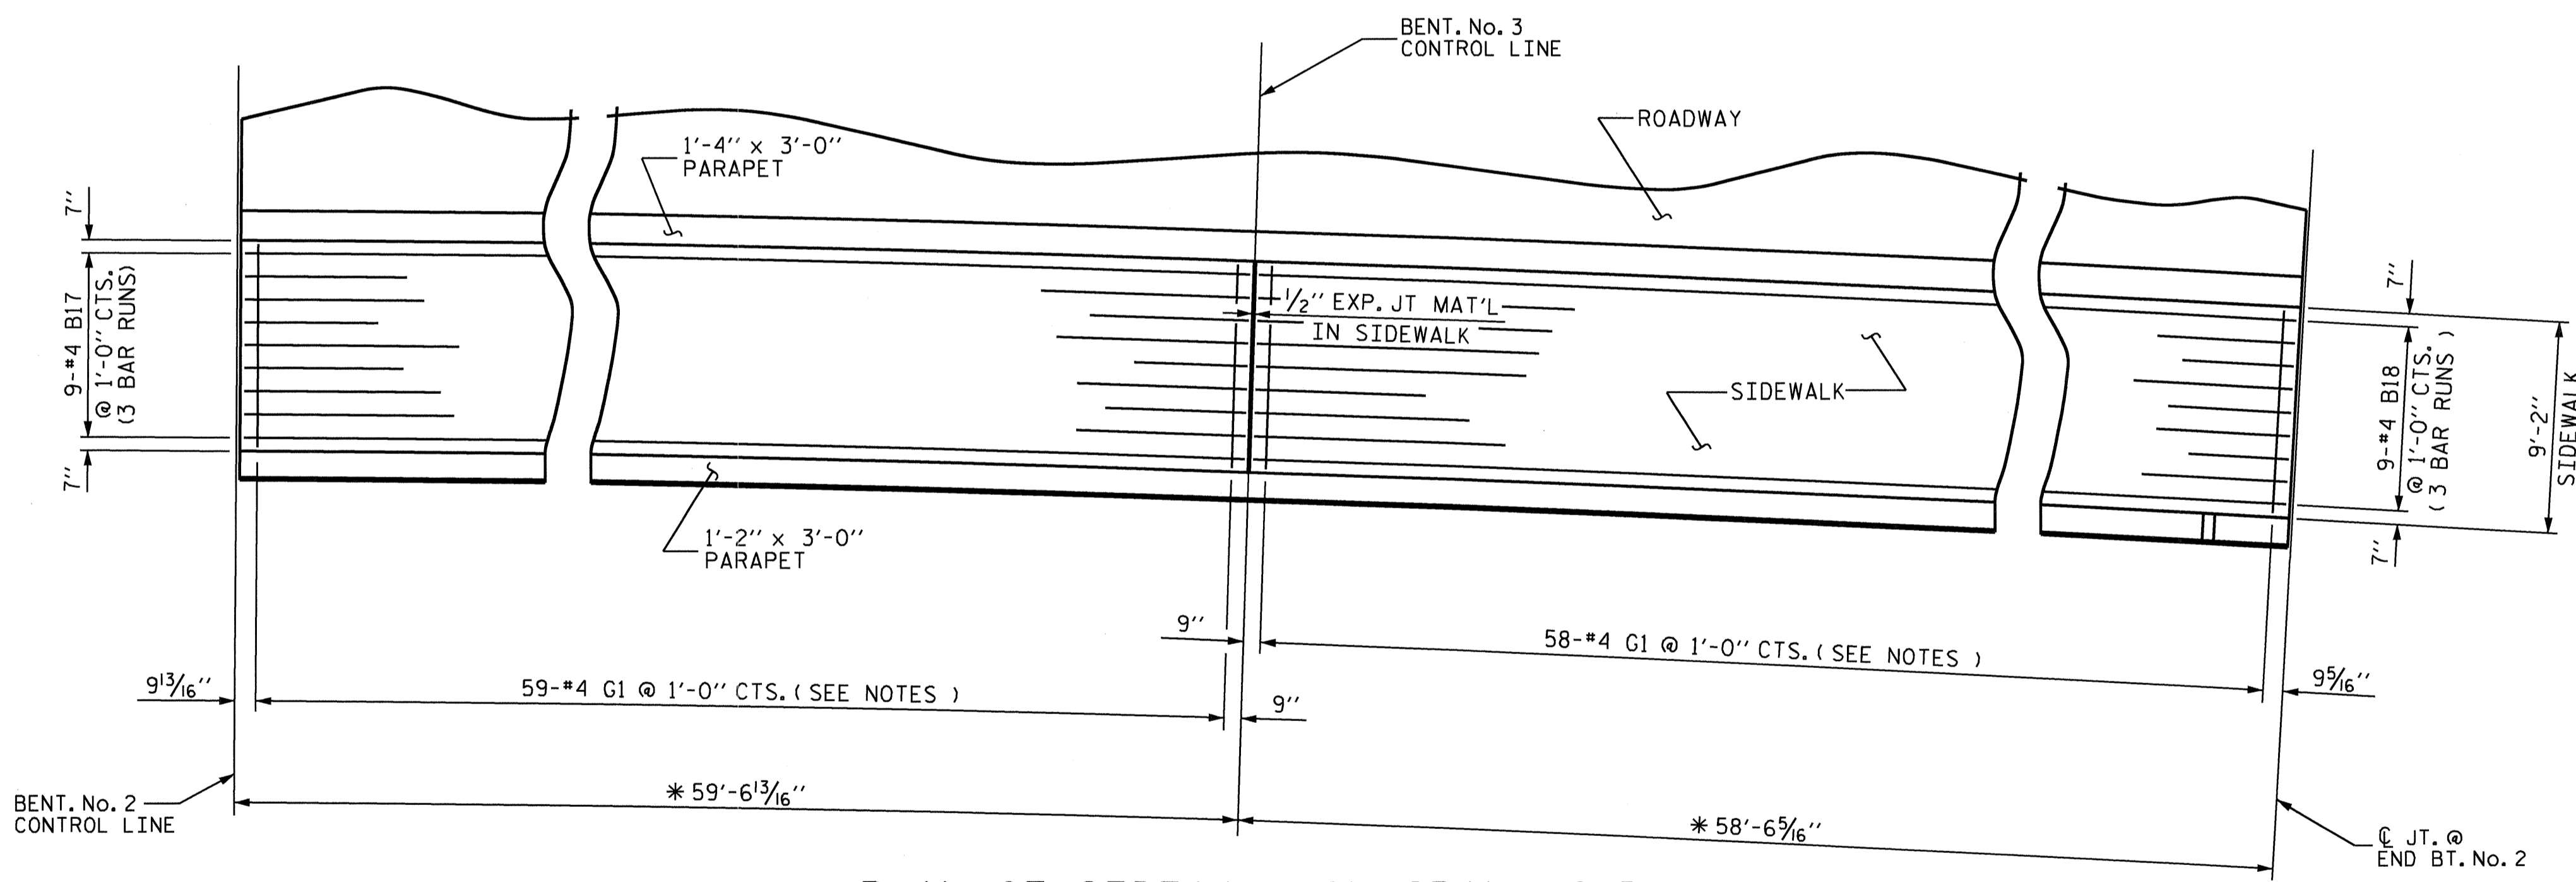 BENT. No. 3
CONTROL LINE
ROADWAY
1'-4" x 3'-0"
PARAPET
7"
9-#4 B17
@ 1'-0" CTS.
(3 BAR RUNS)
7"
1/2" EXP. JT MAT'L
IN SIDEWALK
SIDEWALK
7"
9-#4 B18
@ 1'-0" CTS.
( 3 BAR RUNS )
7"
9'-2"
SIDEWALK
1'-2" x 3'-0"
PARAPET
9"
58-#4 G1 @ 1'-0" CTS. ( SEE NOTES )
9 5/16"
9 13/16"
59-#4 G1 @ 1'-0" CTS. ( SEE NOTES )
9"
BENT. No. 2
CONTROL LINE
* 59'-6 13/16"
* 58'-6 5/16"
℄ JT. @
END BT. No. 2